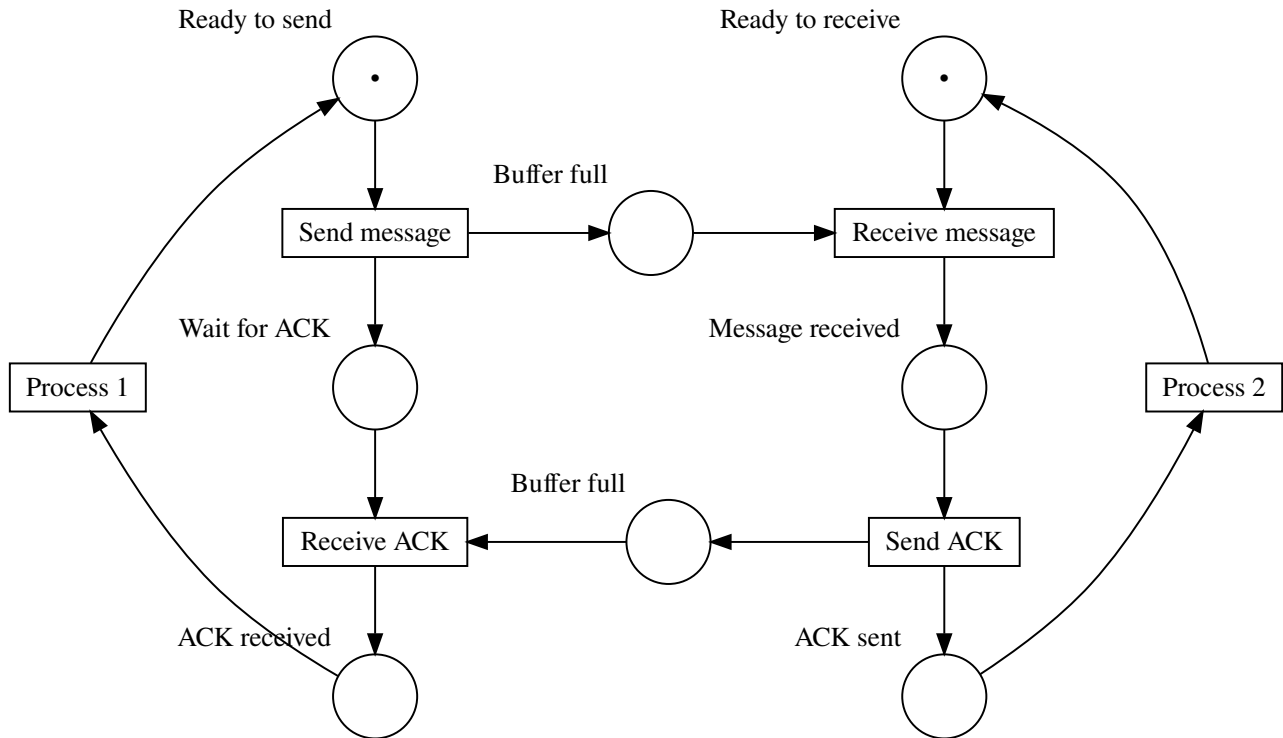 Ready to send
Ready to receive
Buffer full
Send message
Receive message
Wait for ACK
Message received
Process 1
Process 2
Buffer full
Receive ACK
Send ACK
ACK received
ACK sent